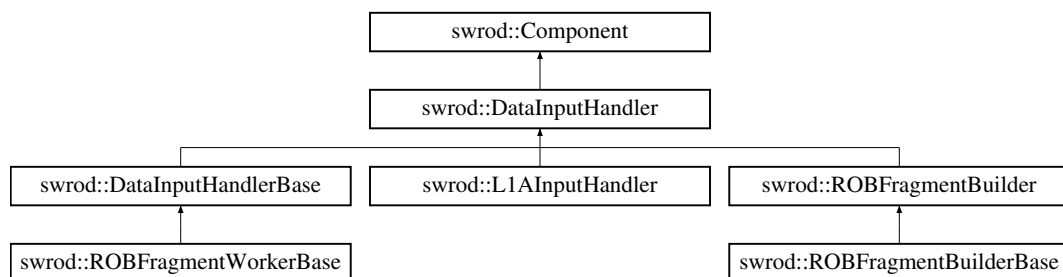 swrod::Component
swrod::DataInputHandler
swrod::DataInputHandlerBase
swrod::L1AInputHandler
swrod::ROBFragmentBuilder
swrod::ROBFragmentWorkerBase
swrod::ROBFragmentBuilderBase